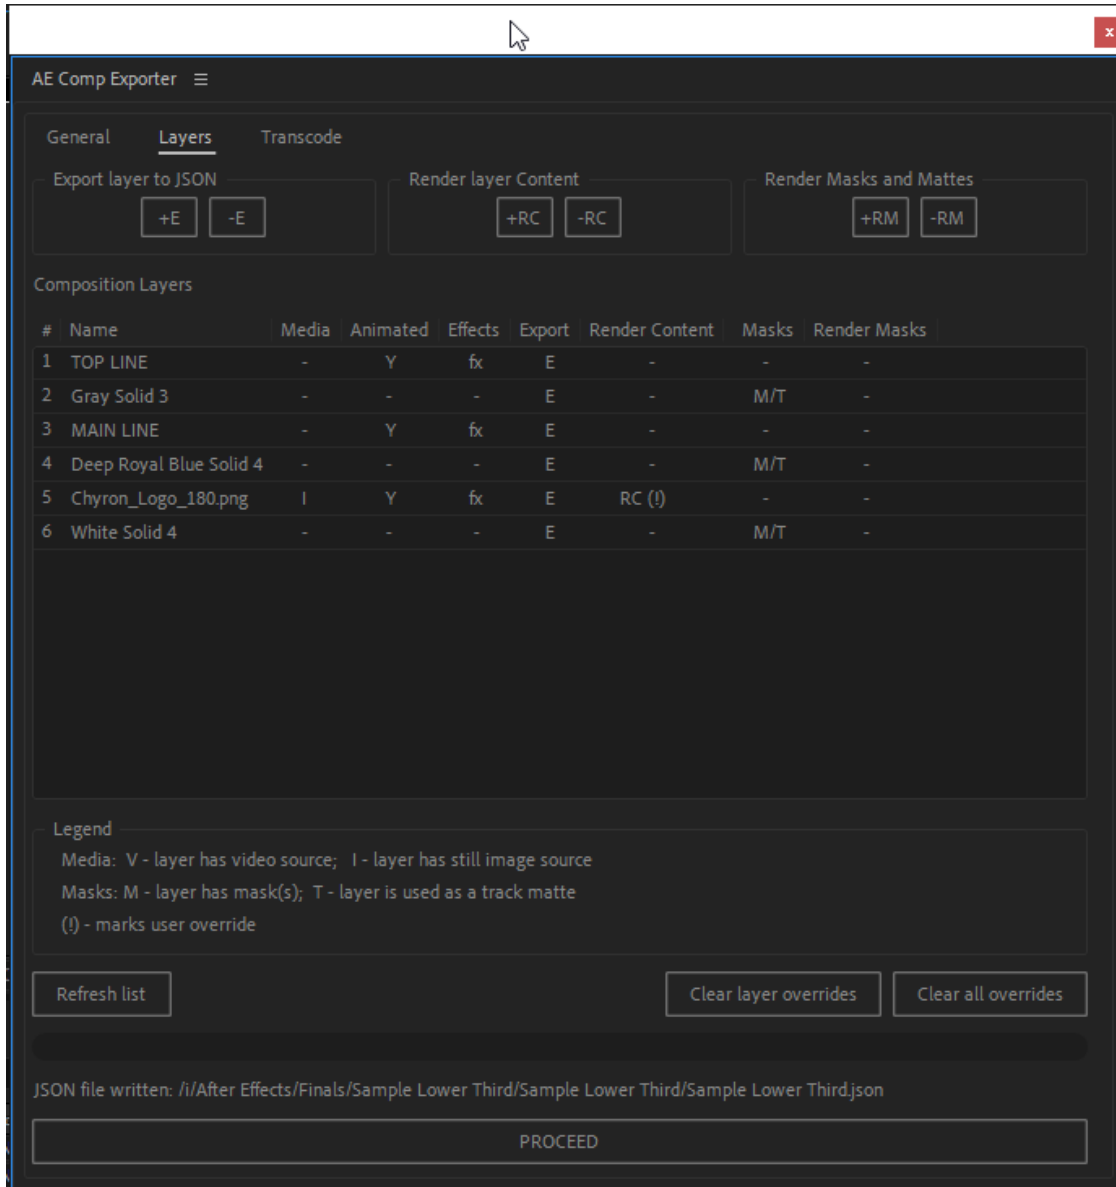 x
AE Comp Exporter ≡
General Layers Transcode
Export layer to JSON Render layer Content Render Masks and Mattes
+E -E +RC -RC +RM -RM
Composition Layers
# Name Media Animated Effects Export Render Content Masks Render Masks
1 TOP LINE - Y fx E - - -
2 Gray Solid 3 - - - E - M/T -
3 MAIN LINE - Y fx E - - -
4 Deep Royal Blue Solid 4 - - - E - M/T -
5 Chyron_Logo_180.png I Y fx E RC (!) - -
6 White Solid 4 - - - E - M/T -
Legend
Media: V - layer has video source; I - layer has still image source
Masks: M - layer has mask(s); T - layer is used as a track matte
(!) - marks user override
Refresh list Clear layer overrides Clear all overrides
JSON file written: /i/After Effects/Finals/Sample Lower Third/Sample Lower Third/Sample Lower Third.json
PROCEED